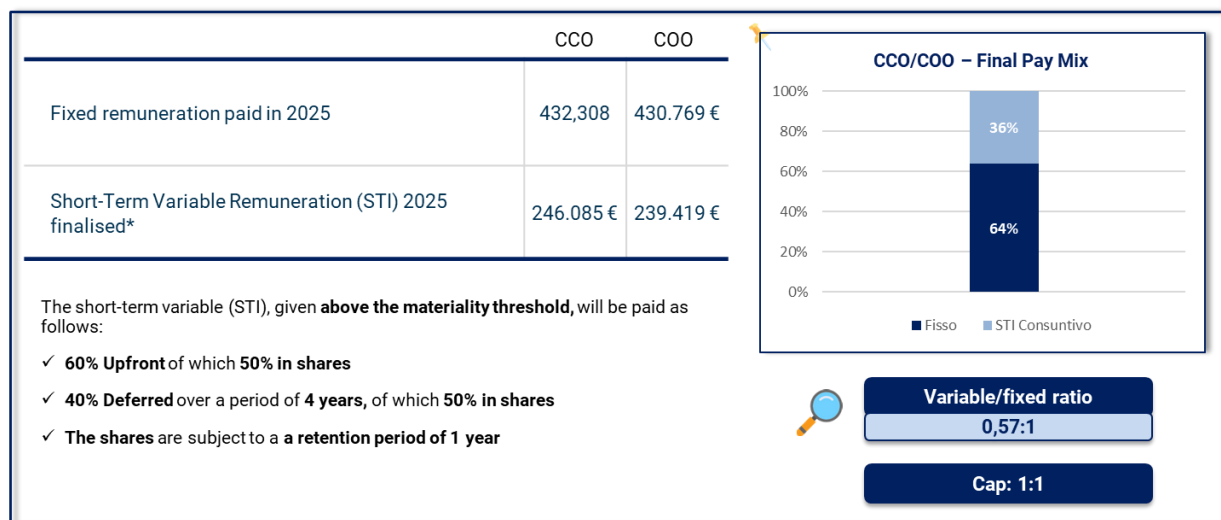 CCO COO
Fixed remuneration paid in 2025 432,308 430.769 €
Short-Term Variable Remuneration (STI) 2025
finalised* 246.085 € 239.419 €
The short-term variable (STI), given above the materiality threshold, will be paid as
follows:
✓ 60% Upfront of which 50% in shares
✓ 40% Deferred over a period of 4 years, of which 50% in shares
✓ The shares are subject to a a retention period of 1 year
CCO/COO – Final Pay Mix
100%
80%
60%
40%
20%
0%
36%
64%
Fisso STI Consuntivo
Variable/fixed ratio
0,57:1
Cap: 1:1